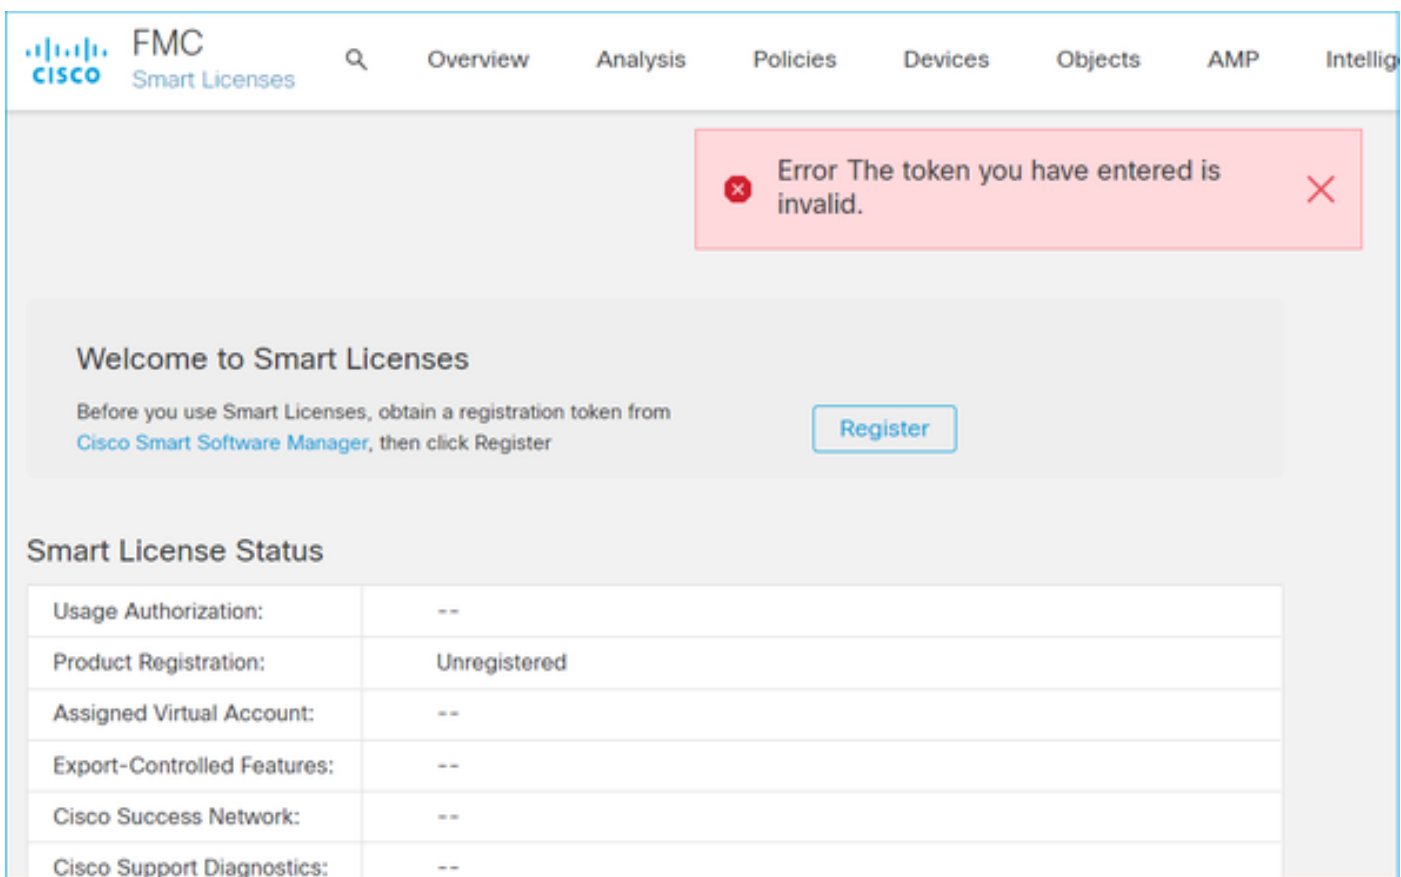 FMC
CISCO
Smart Licenses
Overview
Analysis
Policies
Devices
Objects
AMP
Error The token you have entered is
invalid.
Welcome to Smart Licenses
Before you use Smart Licenses, obtain a registration token from
Cisco Smart Software Manager, then click Register
Register
Smart License Status
Usage Authorization: --
Product Registration: Unregistered
Assigned Virtual Account: --
Export-Controlled Features: --
Cisco Success Network: --
Cisco Support Diagnostics: --